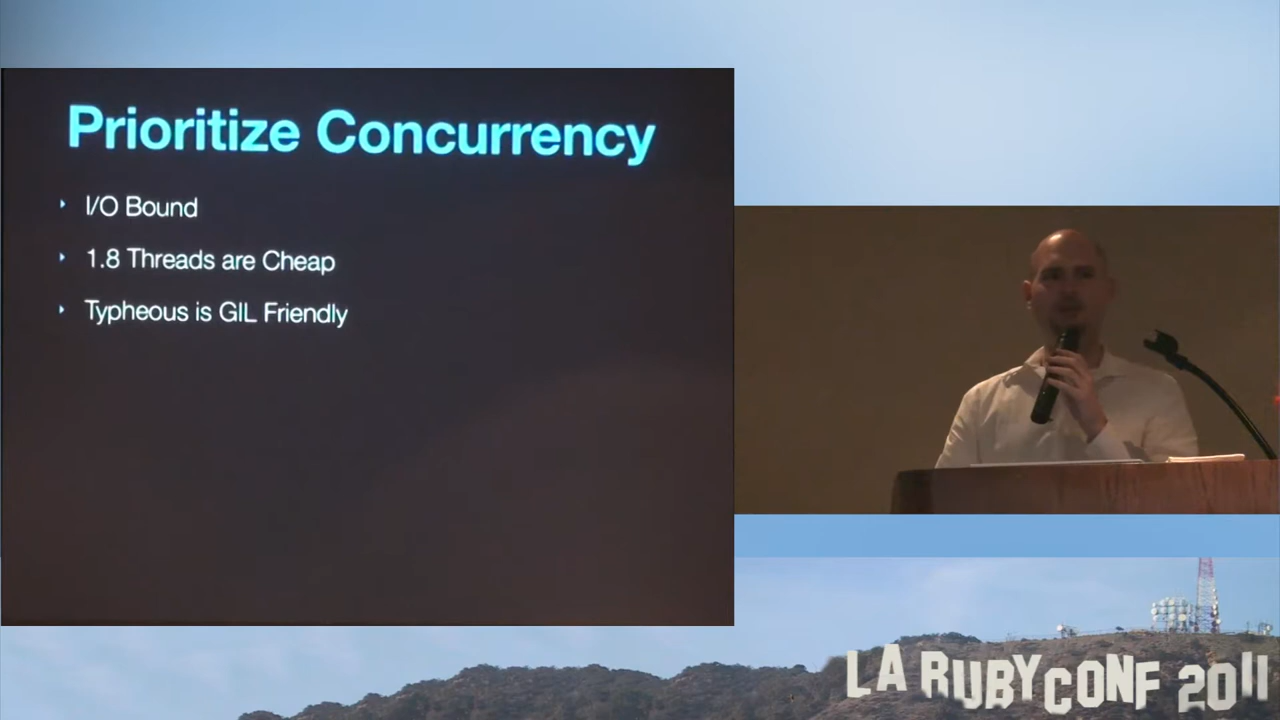 Prioritize Concurrency
I/O Bound
1.8 Threads are Cheap
Typheous is GIL Friendly
LA RUBYCONF 2011